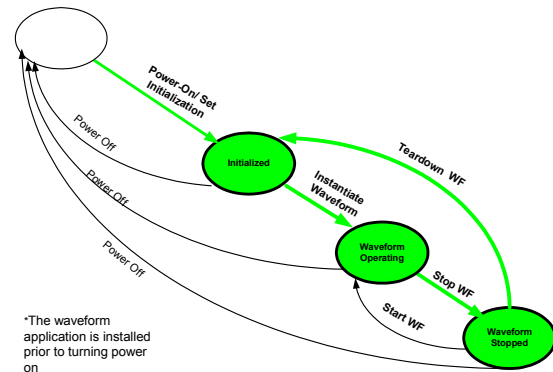 Power-On/ Set
Initialization
Power Off
Initialized
Teardown WF
Instantiate
Waveform
Power Off
Waveform
Operating
Power Off
Stop WF
Start WF
Waveform
Stopped
*The waveform
application is installed
prior to turning power
on